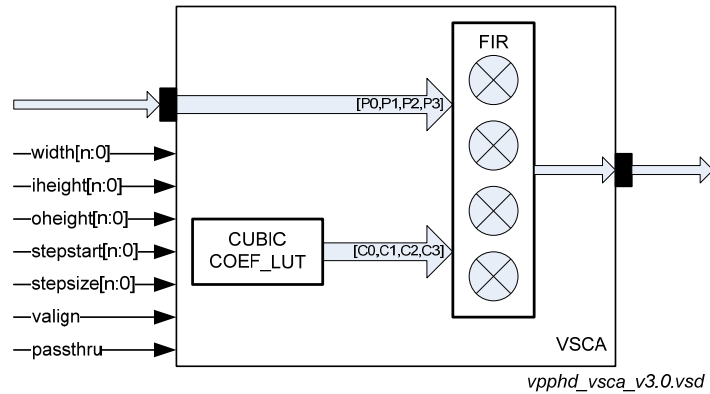 FIR
[P0,P1,P2,P3]
width[n:0]
iheight[n:0]
oheight[n:0]
stepstart[n:0]
stepsize[n:0]
valign
passthru
CUBIC
COEF_LUT
[C0,C1,C2,C3]
VSCA
vpphd_vsca_v3.0.vsd